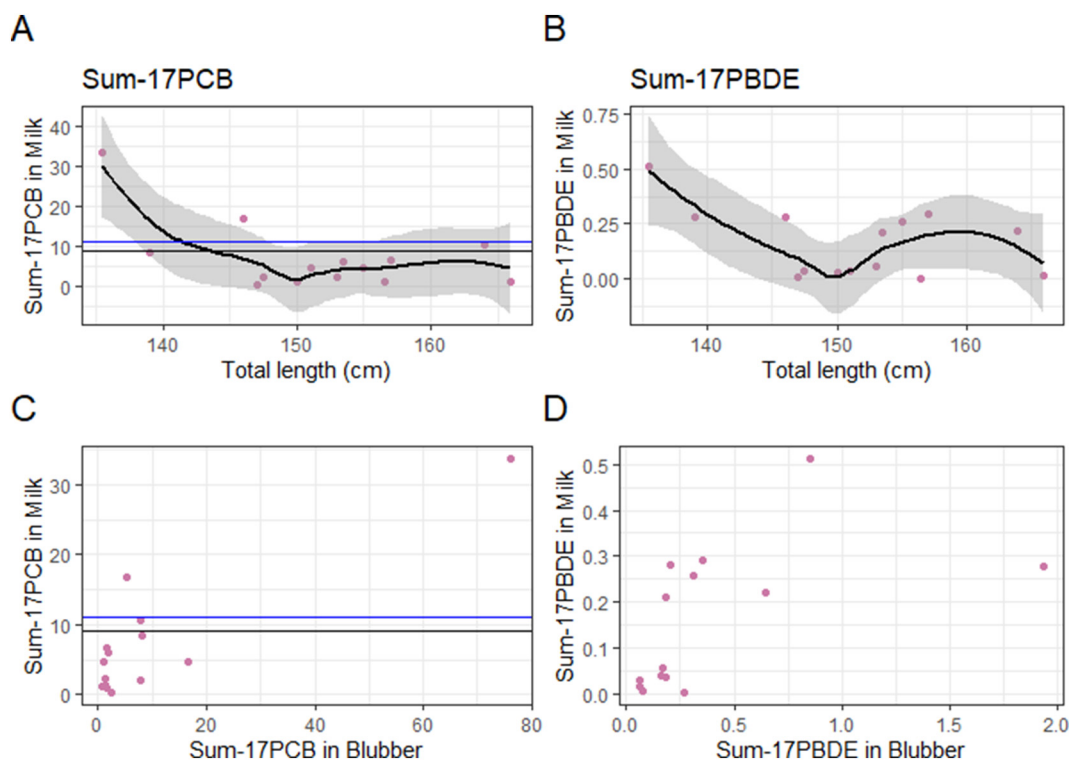 A
Sum-17PCB
Sum-17PCB in Milk
40
30
20
10
0
140
150
160
Total length (cm)
B
Sum-17PBDE
Sum-17PBDE in Milk
0.75
0.50
0.25
0.00
140
150
160
Total length (cm)
C
Sum-17PCB in Milk
30
20
10
0
0
20
40
60
80
Sum-17PCB in Blubber
D
Sum-17PBDE in Milk
0.5
0.4
0.3
0.2
0.1
0.0
0.0
0.5
1.0
1.5
2.0
Sum-17PBDE in Blubber